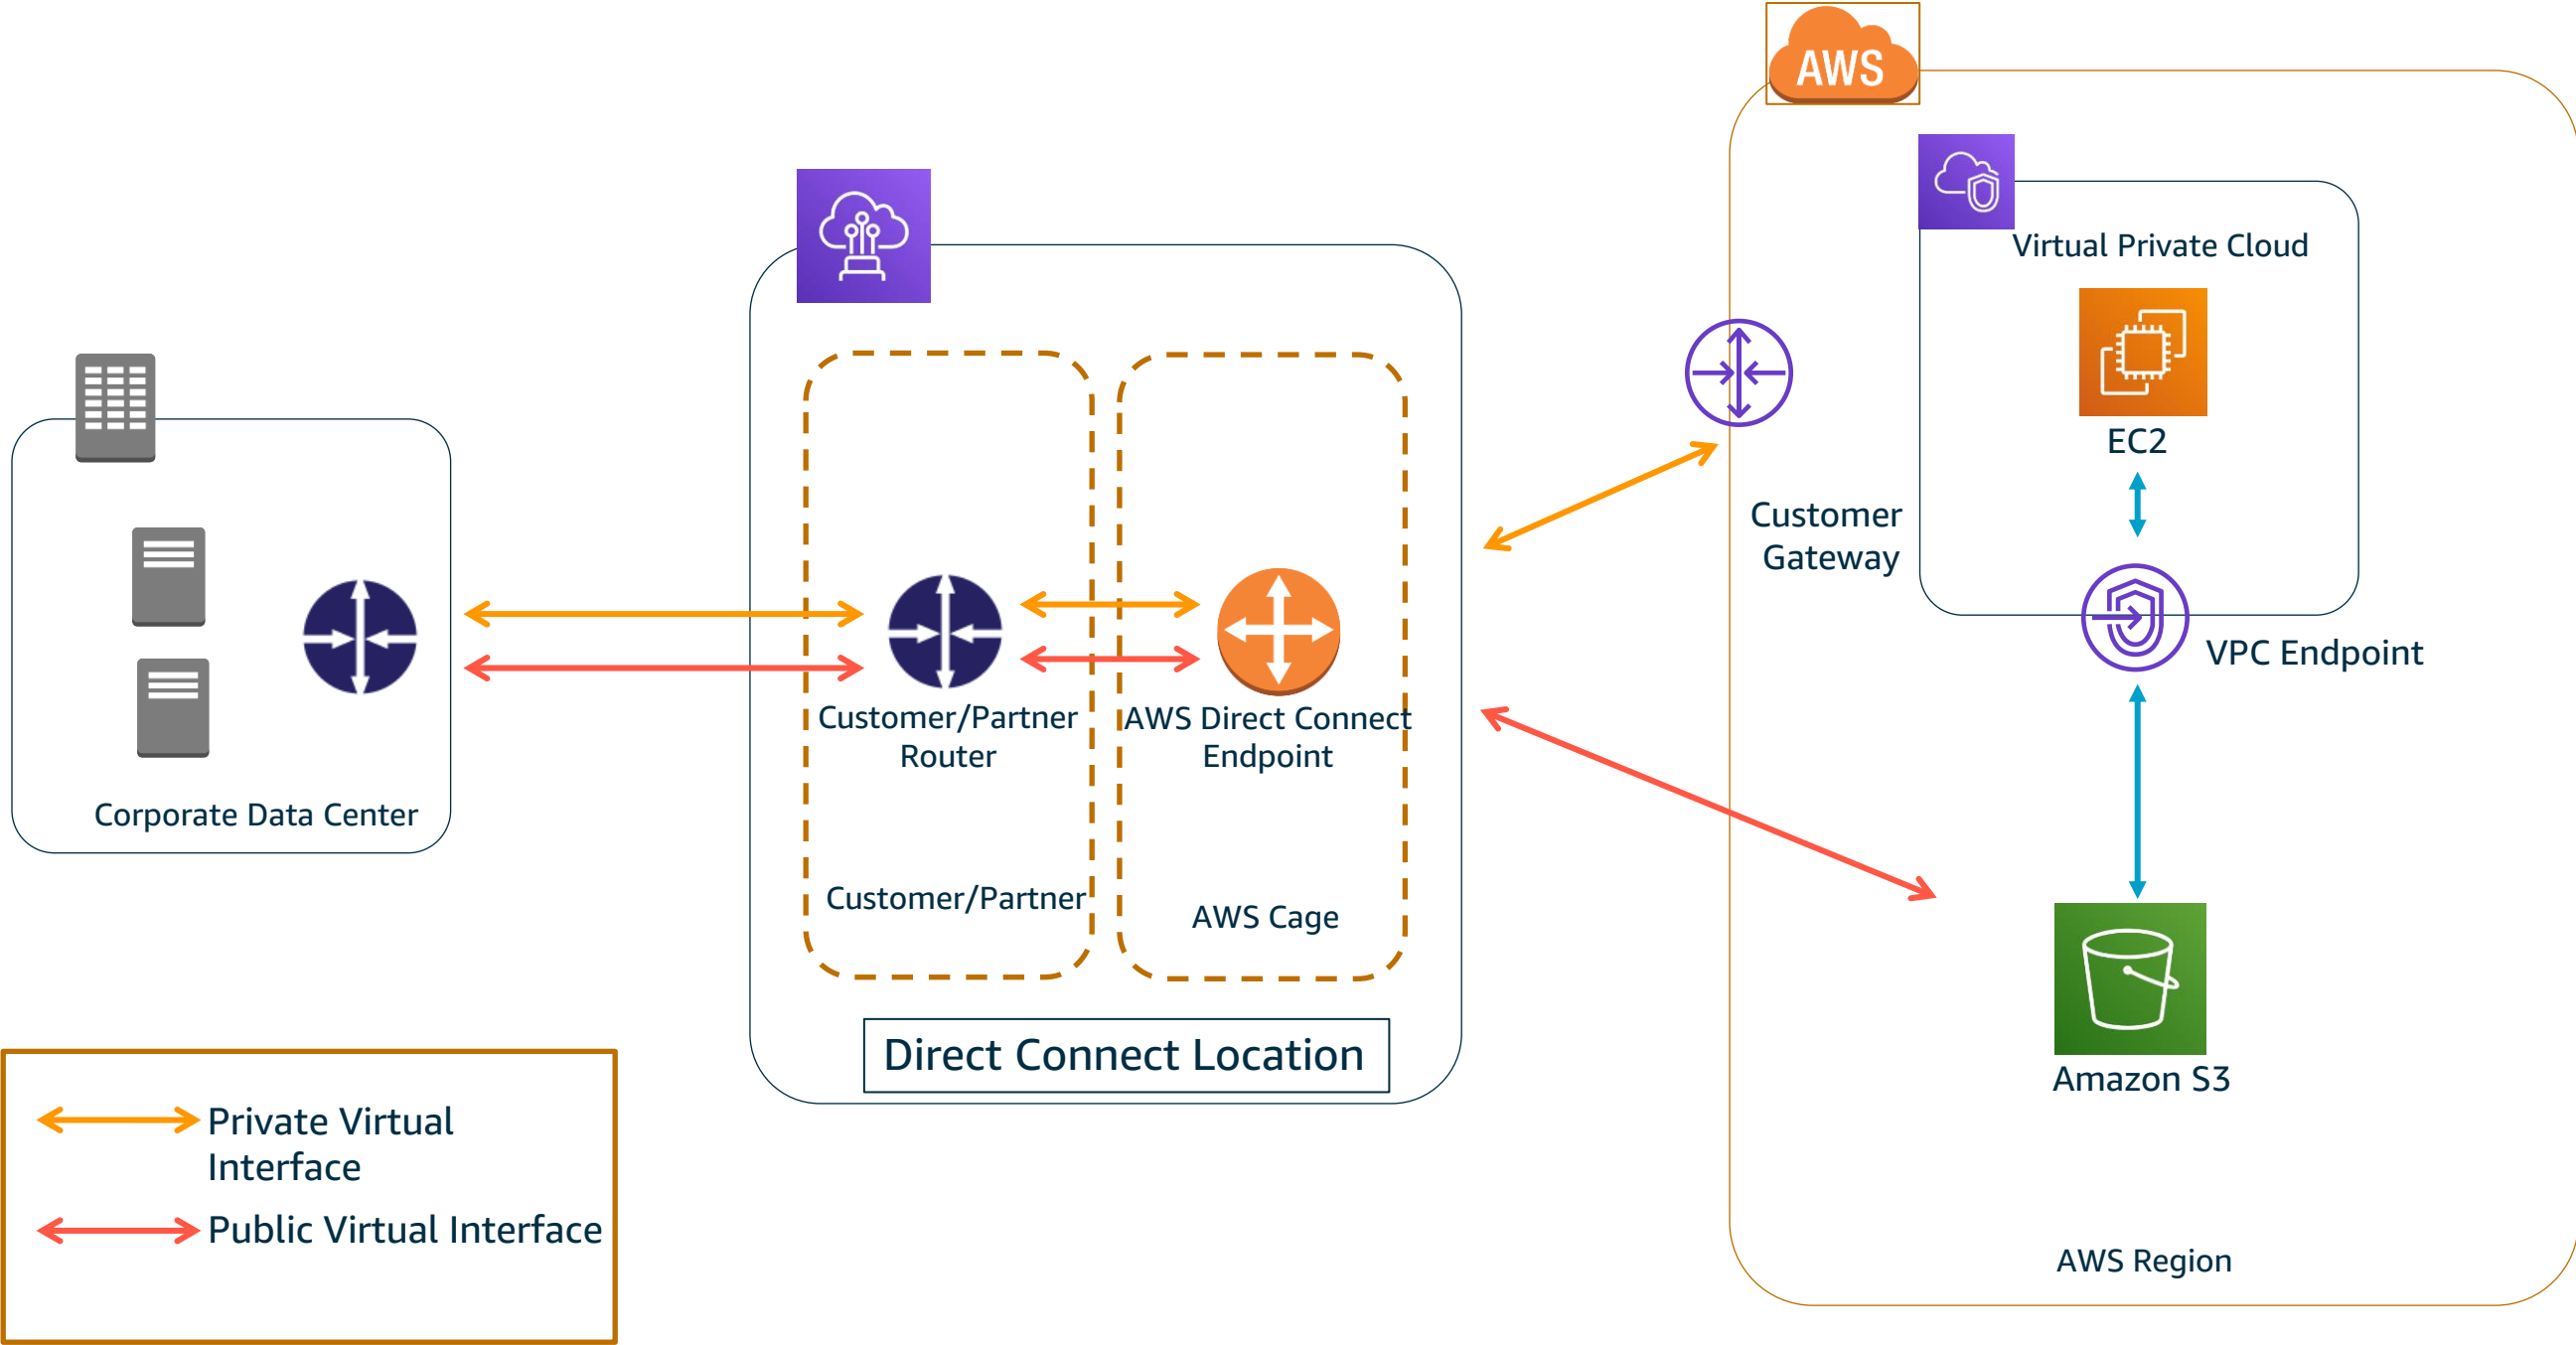 AWS
Virtual Private Cloud
EC2
Customer
Gateway
VPC Endpoint
Customer/Partner
Router
AWS Direct Connect
Endpoint
Corporate Data Center
Customer/Partner
AWS Cage
Direct Connect Location
Amazon S3
Private Virtual
Interface
Public Virtual Interface
AWS Region